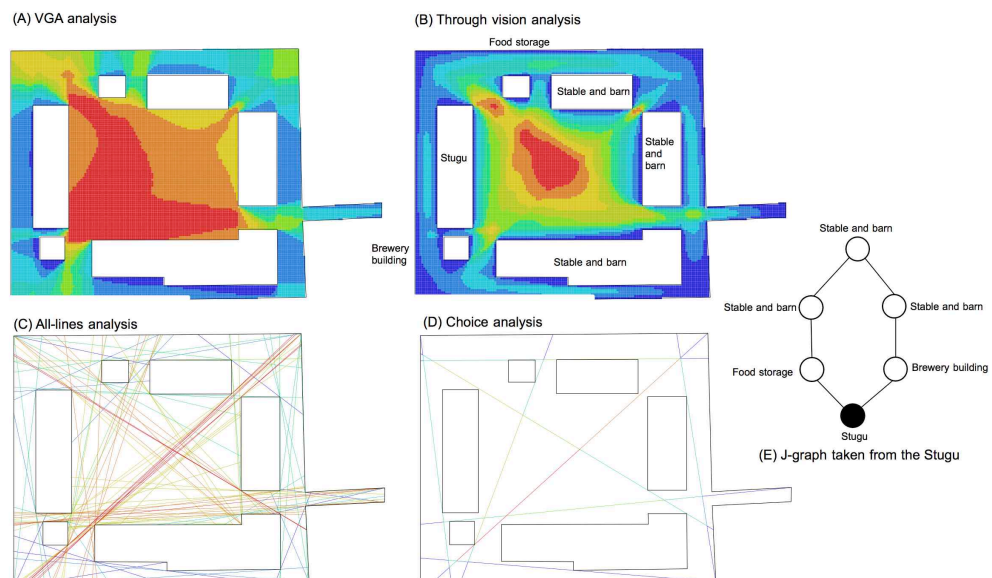 (A) VGA analysis
(B) Through vision analysis
Food storage
Stable and barn
Stugu
Stable
and
barn
Brewery
building
Stable and barn
(C) All-lines analysis
(D) Choice analysis
Stable and barn
Stable and barn
Stable and barn
Food storage
Brewery building
Stugu
(E) J-graph taken from the Stugu